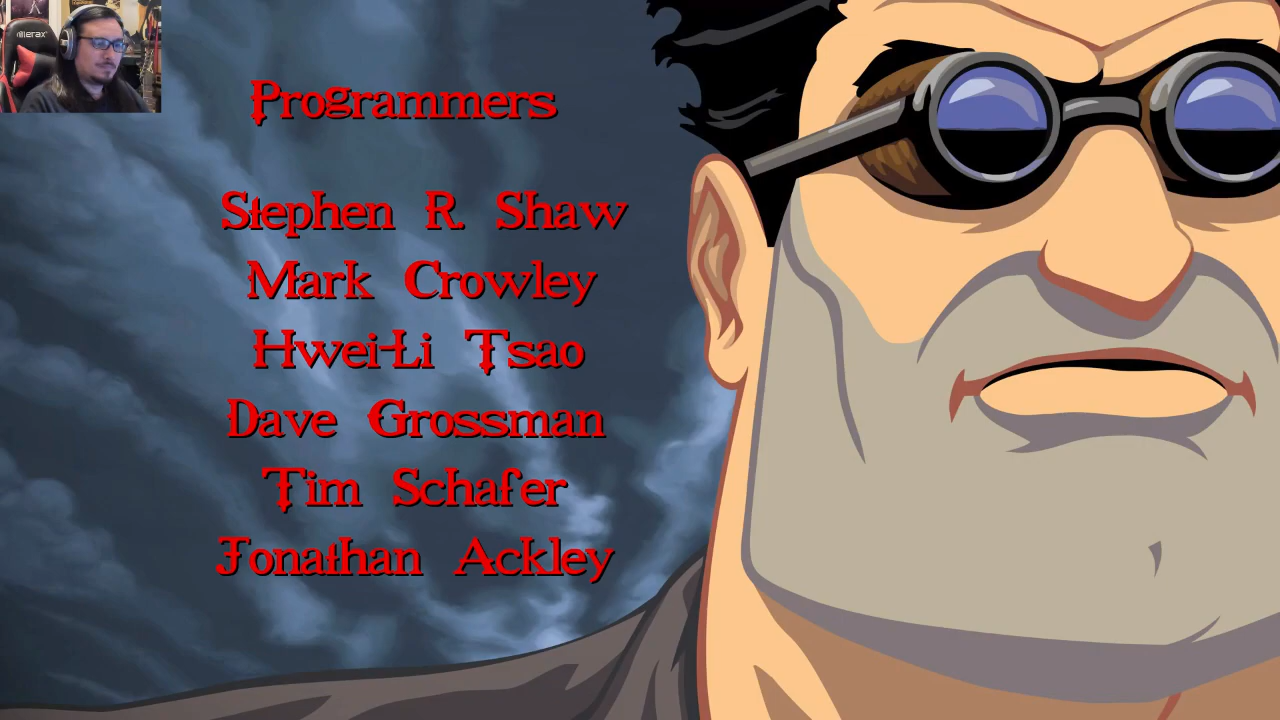 Programmers
Stephen R. Shaw
Mark Crowley
Hwei-Li Tsao
Dave Grossman
Tim Schafer
Jonathan Ackley